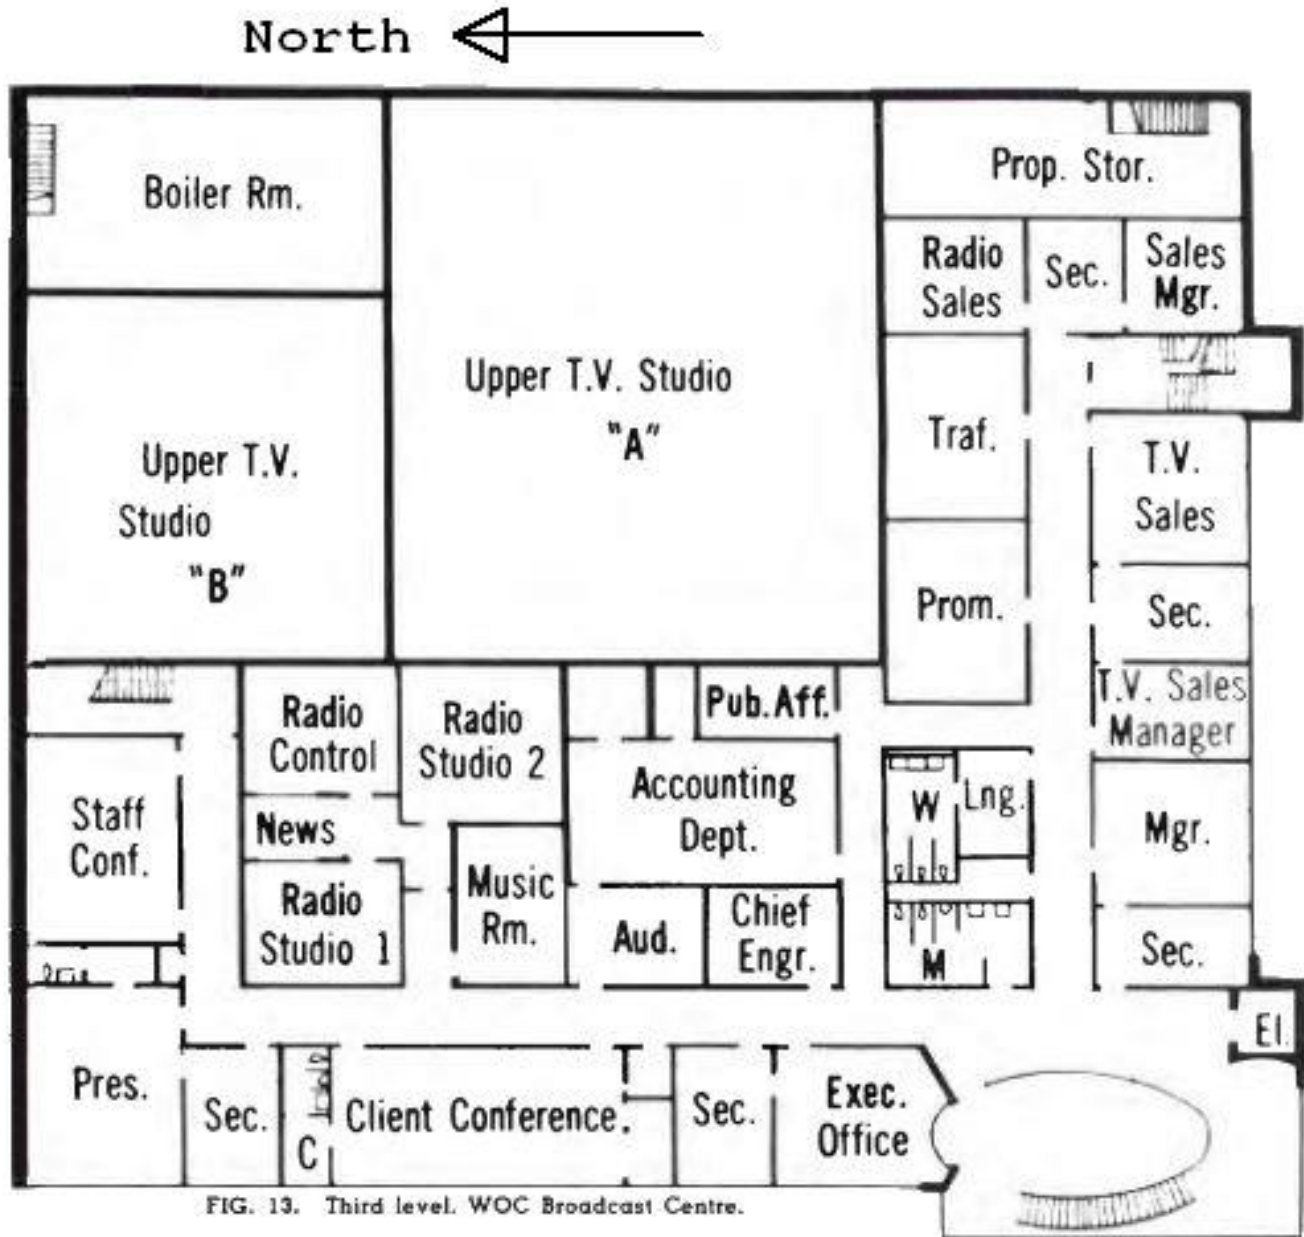 North
Boiler Rm.
Prop. Stor.
Radio
Sales
Sec.
Sales
Mgr.
Upper T.V. Studio
"A"
Upper T.V.
Studio
"B"
Traf.
T.V.
Sales
Prom.
Sec.
T.V. Sales
Manager
Radio
Control
Radio
Studio 2
Pub. Aff.
Accounting
Dept.
Staff
Conf.
News
Radio
Studio 1
Music
Rm.
Aud.
Chief
Engr.
W
Lng.
M
Mgr.
Sec.
El.
Pres.
Sec.
C
Client Conference.
Sec.
Exec.
Office
FIG. 13. Third level. WOC Broadcast Centre.